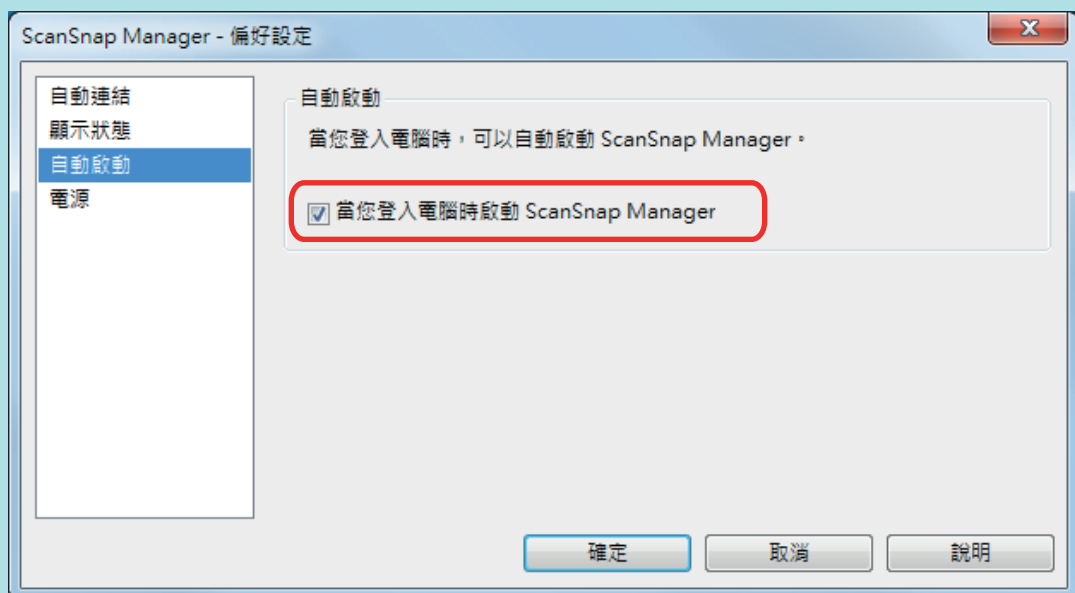 ScanSnap Manager - 偏好設定
自動連結
顯示狀態
自動啟動
電源
自動啟動
當您登入電腦時，可以自動啟動 ScanSnap Manager。
當您登入電腦時啟動 ScanSnap Manager
確定
取消
說明